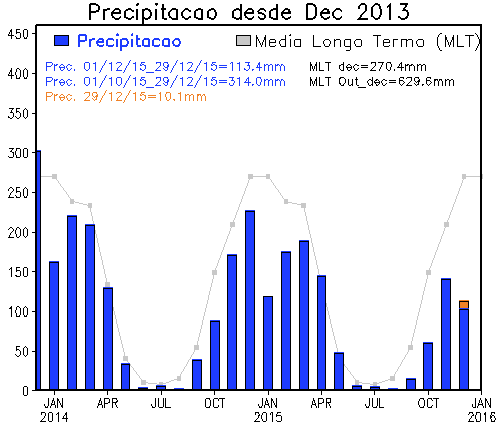 Precipitacao desde Dec 2013
Precipitacao Media Longo Termo (MLT)
Prec. 01/12/15_29/12/15=113.4mm MLT dec=270.4mm
Prec. 01/10/15_29/12/15=314.0mm MLT Out_dec=629.6mm
Prec. 29/12/15=10.1mm
450
400
350
300
250
200
150
100
50
0
JAN APR JUL OCT JAN APR JUL OCT JAN
2014 2015 2016